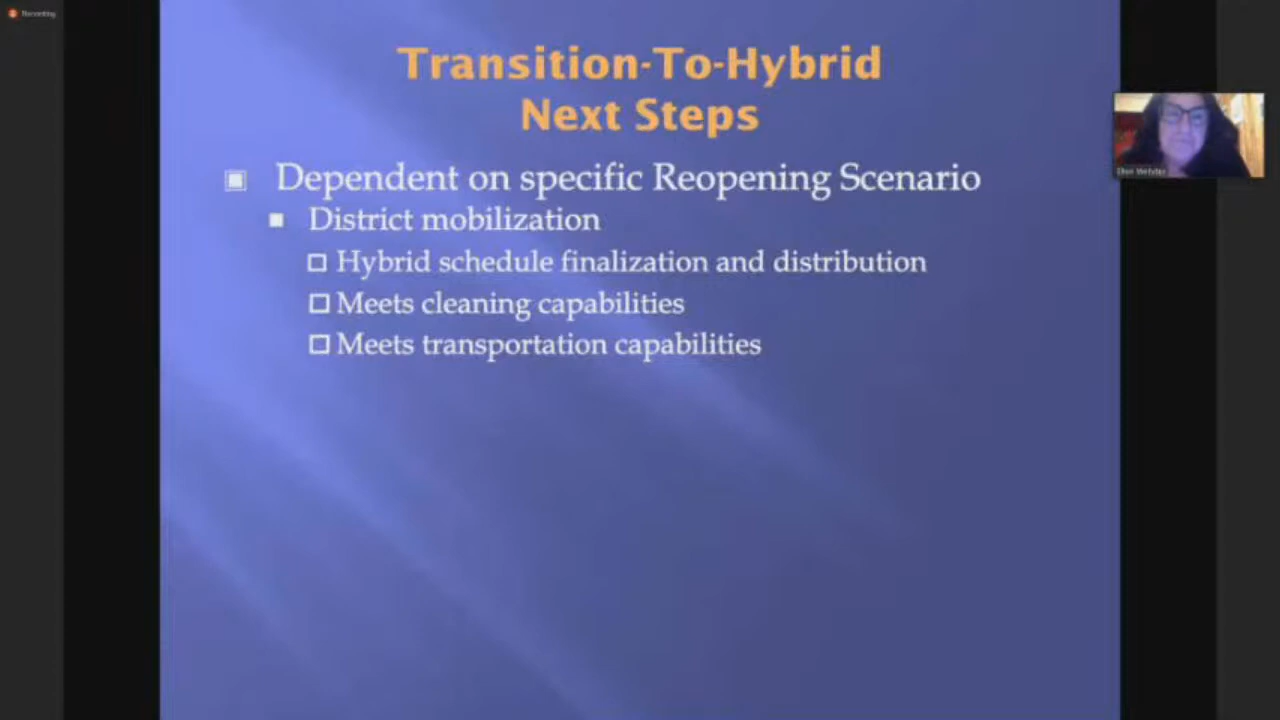 Recording
Transition-To-Hybrid
Next Steps
Dependent on specific Reopening Scenario
District mobilization
Hybrid schedule finalization and distribution
Meets cleaning capabilities
Meets transportation capabilities